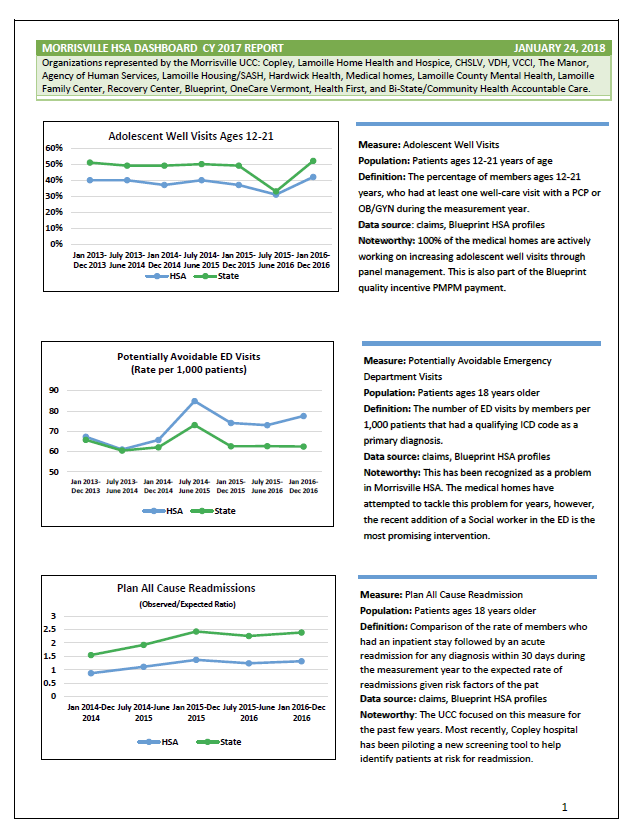 MORRISVILLE HSA DASHBOARD CY 2017 REPORT JANUARY 24, 2018
Organizations represented by the Morrisville UCC: Copley, Lamoille Home Health and Hospice, CHSLV, VDH, VCCI, The Manor,
Agency of Human Services, Lamoille Housing/SASH, Hardwick Health, Medical homes, Lamoille County Mental Health, Lamoille
Family Center, Recovery Center, Blueprint, OneCare Vermont, Health First, and Bi-State/Community Health Accountable Care.
Adolescent Well Visits Ages 12-21
60%
50%
40%
30%
20%
10%
0%
Jan 2013- July 2013- Jan 2014- July 2014- Jan 2015- July 2015- Jan 2016-
Dec 2013 June 2014 Dec 2014 June 2015 Dec 2015 June 2016 Dec 2016
HSA State
Measure: Adolescent Well Visits
Population: Patients ages 12-21 years of age
Definition: The percentage of members ages 12-21
years, who had at least one well-care visit with a PCP or
OB/GYN during the measurement year.
Data source: claims, Blueprint HSA profiles
Noteworthy: 100% of the medical homes are actively
working on increasing adolescent well visits through
panel management. This is also part of the Blueprint
quality incentive PMPM payment.
Potentially Avoidable ED Visits
(Rate per 1,000 patients)
90
80
70
60
50
Jan 2013- July 2013- Jan 2014- July 2014- Jan 2015- July 2015- Jan 2016-
Dec 2013 June 2014 Dec 2014 June 2015 Dec 2015 June 2016 Dec 2016
HSA State
Measure: Potentially Avoidable Emergency
Department Visits
Population: Patients ages 18 years older
Definition: The number of ED visits by members per
1,000 patients that had a qualifying ICD code as a
primary diagnosis.
Data source: claims, Blueprint HSA profiles
Noteworthy: This has been recognized as a problem
in Morrisville HSA. The medical homes have
attempted to tackle this problem for years, however,
the recent addition of a Social worker in the ED is the
most promising intervention.
Plan All Cause Readmissions
(Observed/Expected Ratio)
3
2.5
2
1.5
1
0.5
0
Jan 2014-Dec July 2014-June Jan 2015-Dec July 2015-June Jan 2016-Dec
2014 2015 2015 2016 2016
HSA State
Measure: Plan All Cause Readmission
Population: Patients ages 18 years older
Definition: Comparison of the rate of members who
had an inpatient stay followed by an acute
readmission for any diagnosis within 30 days during
the measurement year to the expected rate of
readmissions given risk factors of the pat
Data source: claims, Blueprint HSA profiles
Noteworthy: The UCC focused on this measure for
the past few years. Most recently, Copley hospital
has been piloting a new screening tool to help
identify patients at risk for readmission.
1